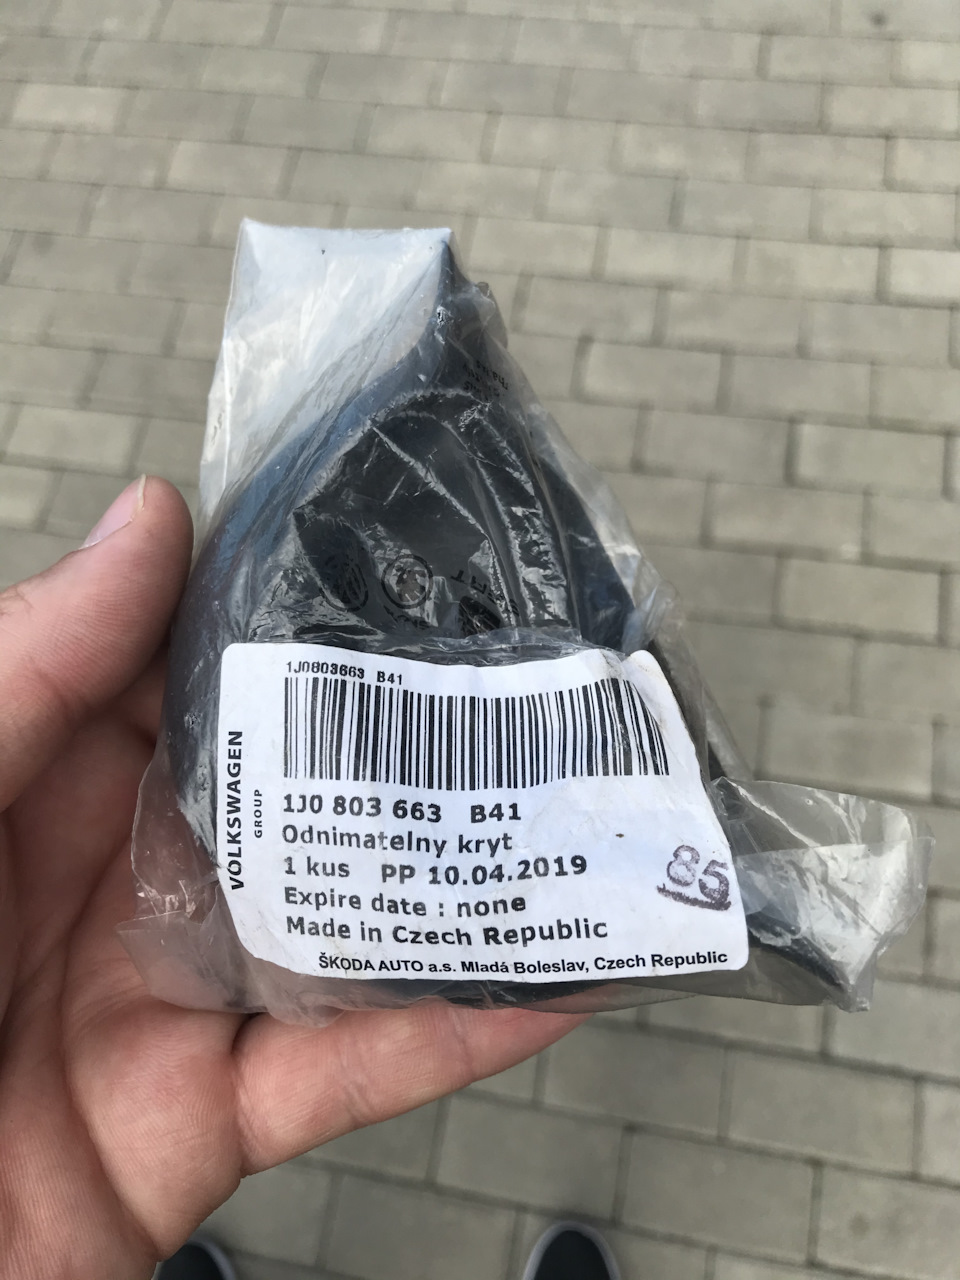 1J0803663 B41
VOLKSWAGEN
GROUP
1J0 803 663 B41
Odnimatelny kryt
1 kus PP 10.04.2019
Expire date : none
Made in Czech Republic
ŠKODA AUTO a.s. Mladá Boleslav, Czech Republic
85